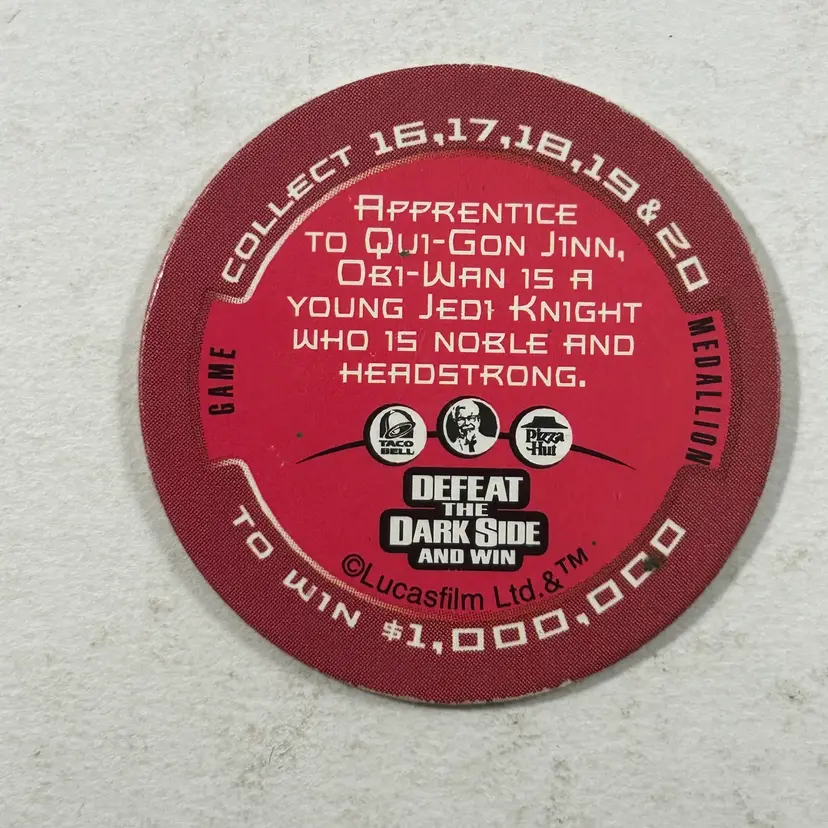 COLLECT 16,17,18,19 & 20
APPRENTICE
TO QUI-GON JINN,
OBI-WAN IS A
YOUNG JEDI KNIGHT
WHO IS NOBLE AND
HEADSTRONG.
GAME
MEDALLION
TACO
BELL
Pizza
Hut
DEFEAT
THE
DARK SIDE
AND WIN
©Lucasfilm Ltd.&™
TO WIN $1,000,000